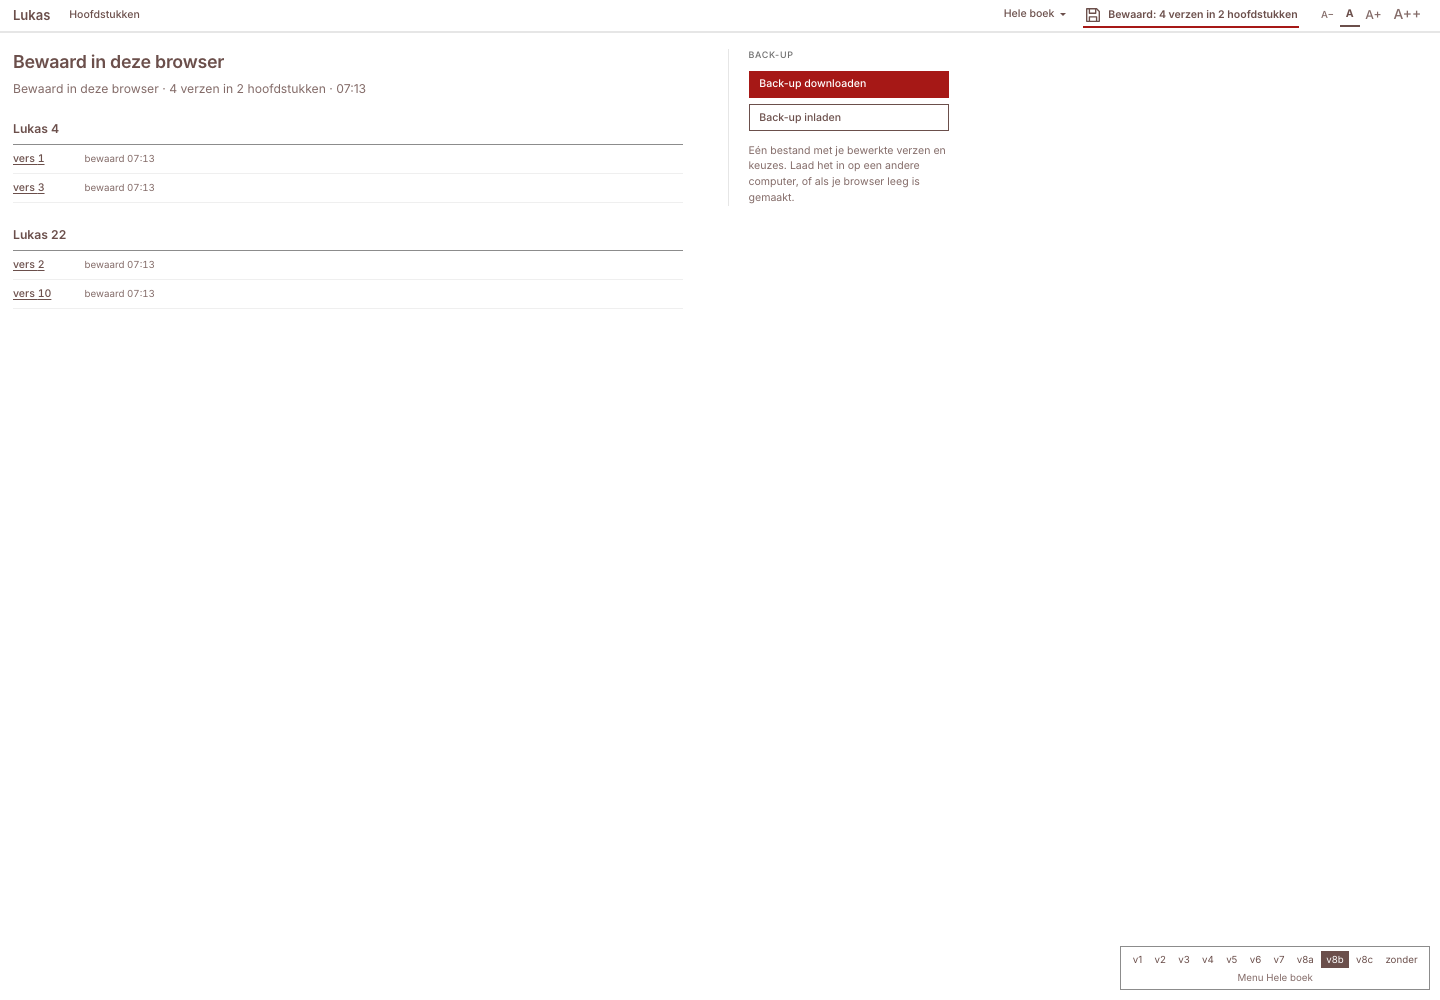 Lukas Hoofdstukken Hele boek Bewaard: 4 verzen in 2 hoofdstukken A− A A+ A++
Bewaard in deze browser
Bewaard in deze browser · 4 verzen in 2 hoofdstukken · 07:13
Lukas 4
vers 1 bewaard 07:13
vers 3 bewaard 07:13
Lukas 22
vers 2 bewaard 07:13
vers 10 bewaard 07:13
BACK-UP
Back-up downloaden
Back-up inladen
Eén bestand met je bewerkte verzen en
keuzes. Laad het in op een andere
computer, of als je browser leeg is
gemaakt.
v1 v2 v3 v4 v5 v6 v7 v8a v8b v8c zonder
Menu Hele boek